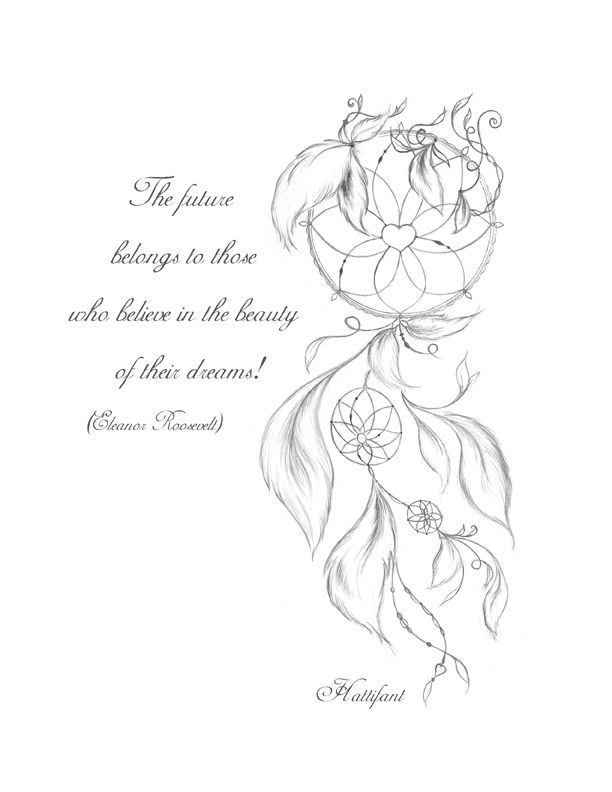 The future
belongs to those
who believe in the beauty
of their dreams!
(Eleanor Roosevelt)
Hattifant